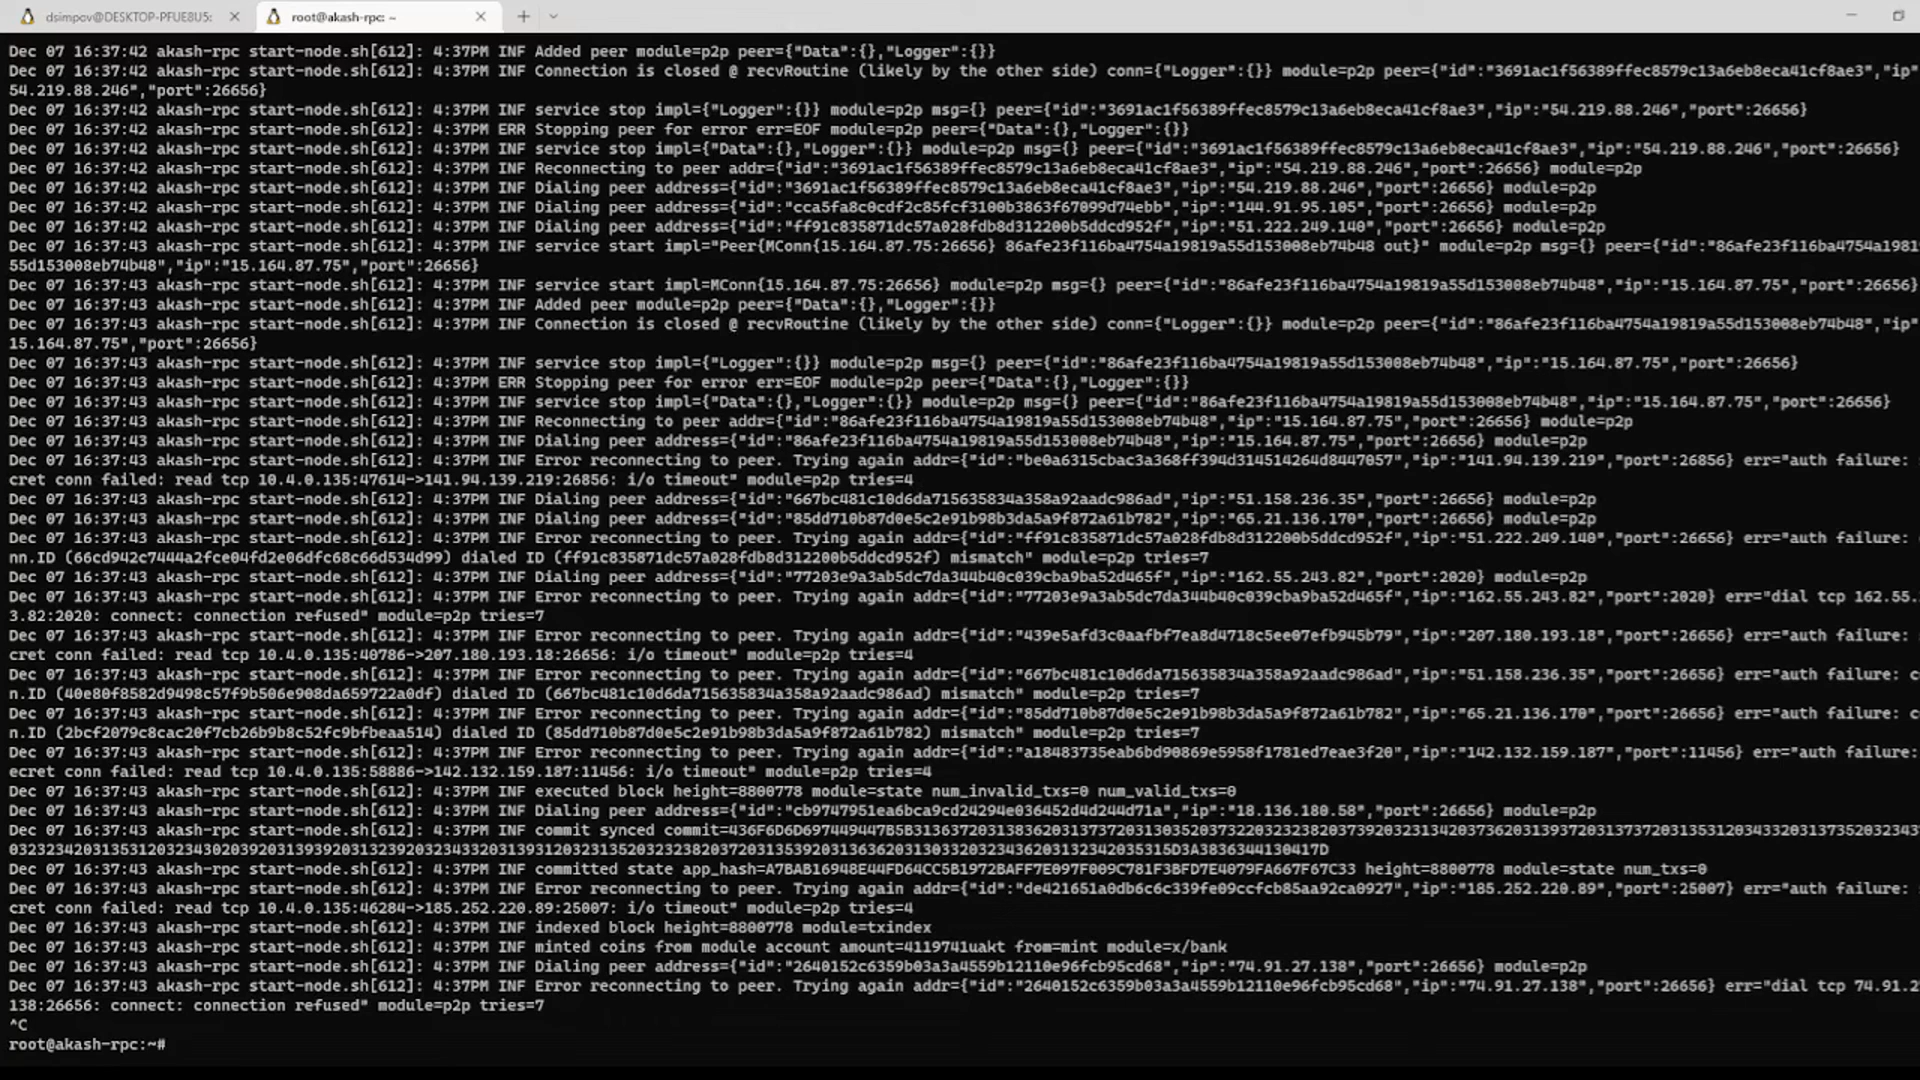 dsimpov@DESKTOP-PFUE8U5:
root@akash-rpc: ~
Dec 07 16:37:42 akash-rpc start-node.sh[612]: 4:37PM INF Added peer module=p2p peer={"Data":{},"Logger":{}}
Dec 07 16:37:42 akash-rpc start-node.sh[612]: 4:37PM INF Connection is closed @ recvRoutine (likely by the other side) conn={"Logger":{}} module=p2p peer={"id":"3691ac1f56389ffec8579c13a6eb8eca41cf8ae3","ip"
54.219.88.246","port":26656}
Dec 07 16:37:42 akash-rpc start-node.sh[612]: 4:37PM INF service stop impl={"Logger":{}} module=p2p msg={} peer={"id":"3691ac1f56389ffec8579c13a6eb8eca41cf8ae3","ip":"54.219.88.246","port":26656}
Dec 07 16:37:42 akash-rpc start-node.sh[612]: 4:37PM ERR Stopping peer for error err=EOF module=p2p peer={"Data":{},"Logger":{}}
Dec 07 16:37:42 akash-rpc start-node.sh[612]: 4:37PM INF service stop impl={"Data":{},"Logger":{}} module=p2p msg={} peer={"id":"3691ac1f56389ffec8579c13a6eb8eca41cf8ae3","ip":"54.219.88.246","port":26656}
Dec 07 16:37:42 akash-rpc start-node.sh[612]: 4:37PM INF Reconnecting to peer addr={"id":"3691ac1f56389ffec8579c13a6eb8eca41cf8ae3","ip":"54.219.88.246","port":26656} module=p2p
Dec 07 16:37:42 akash-rpc start-node.sh[612]: 4:37PM INF Dialing peer address={"id":"3691ac1f56389ffec8579c13a6eb8eca41cf8ae3","ip":"54.219.88.246","port":26656} module=p2p
Dec 07 16:37:42 akash-rpc start-node.sh[612]: 4:37PM INF Dialing peer address={"id":"cca5fa8c0cdf2c85fcf3100b3863f67099d74ebb","ip":"144.91.95.105","port":26656} module=p2p
Dec 07 16:37:42 akash-rpc start-node.sh[612]: 4:37PM INF Dialing peer address={"id":"ff91c835871dc57a028fdb8d312200b5ddcd952f","ip":"51.222.249.140","port":26656} module=p2p
Dec 07 16:37:43 akash-rpc start-node.sh[612]: 4:37PM INF service start impl="Peer{MConn{15.164.87.75:26656} 86afe23f116ba4754a19819a55d153008eb74b48 out}" module=p2p msg={} peer={"id":"86afe23f116ba4754a1981
55d153008eb74b48","ip":"15.164.87.75","port":26656}
Dec 07 16:37:43 akash-rpc start-node.sh[612]: 4:37PM INF service start impl=MConn{15.164.87.75:26656} module=p2p msg={} peer={"id":"86afe23f116ba4754a19819a55d153008eb74b48","ip":"15.164.87.75","port":26656}
Dec 07 16:37:43 akash-rpc start-node.sh[612]: 4:37PM INF Added peer module=p2p peer={"Data":{},"Logger":{}}
Dec 07 16:37:43 akash-rpc start-node.sh[612]: 4:37PM INF Connection is closed @ recvRoutine (likely by the other side) conn={"Logger":{}} module=p2p peer={"id":"86afe23f116ba4754a19819a55d153008eb74b48","ip"
15.164.87.75","port":26656}
Dec 07 16:37:43 akash-rpc start-node.sh[612]: 4:37PM INF service stop impl={"Logger":{}} module=p2p msg={} peer={"id":"86afe23f116ba4754a19819a55d153008eb74b48","ip":"15.164.87.75","port":26656}
Dec 07 16:37:43 akash-rpc start-node.sh[612]: 4:37PM ERR Stopping peer for error err=EOF module=p2p peer={"Data":{},"Logger":{}}
Dec 07 16:37:43 akash-rpc start-node.sh[612]: 4:37PM INF service stop impl={"Data":{},"Logger":{}} module=p2p msg={} peer={"id":"86afe23f116ba4754a19819a55d153008eb74b48","ip":"15.164.87.75","port":26656}
Dec 07 16:37:43 akash-rpc start-node.sh[612]: 4:37PM INF Reconnecting to peer addr={"id":"86afe23f116ba4754a19819a55d153008eb74b48","ip":"15.164.87.75","port":26656} module=p2p
Dec 07 16:37:43 akash-rpc start-node.sh[612]: 4:37PM INF Dialing peer address={"id":"86afe23f116ba4754a19819a55d153008eb74b48","ip":"15.164.87.75","port":26656} module=p2p
Dec 07 16:37:43 akash-rpc start-node.sh[612]: 4:37PM INF Error reconnecting to peer. Trying again addr={"id":"be0a6315cbac3a368ff394d314514264d8447057","ip":"141.94.139.219","port":26856} err="auth failure:
cret conn failed: read tcp 10.4.0.135:47614->141.94.139.219:26856: i/o timeout" module=p2p tries=4
Dec 07 16:37:43 akash-rpc start-node.sh[612]: 4:37PM INF Dialing peer address={"id":"667bc481c10d6da715635834a358a92aadc986ad","ip":"51.158.236.35","port":26656} module=p2p
Dec 07 16:37:43 akash-rpc start-node.sh[612]: 4:37PM INF Dialing peer address={"id":"85dd710b87d0e5c2e91b98b3da5a9f872a61b782","ip":"65.21.136.170","port":26656} module=p2p
Dec 07 16:37:43 akash-rpc start-node.sh[612]: 4:37PM INF Error reconnecting to peer. Trying again addr={"id":"ff91c835871dc57a028fdb8d312200b5ddcd952f","ip":"51.222.249.140","port":26656} err="auth failure:
nn.ID (66cd942c7444a2fce04fd2e06dfc68c66d534d99) dialed ID (ff91c835871dc57a028fdb8d312200b5ddcd952f) mismatch" module=p2p tries=7
Dec 07 16:37:43 akash-rpc start-node.sh[612]: 4:37PM INF Dialing peer address={"id":"77203e9a3ab5dc7da344b40c039cba9ba52d465f","ip":"162.55.243.82","port":2020} module=p2p
Dec 07 16:37:43 akash-rpc start-node.sh[612]: 4:37PM INF Error reconnecting to peer. Trying again addr={"id":"77203e9a3ab5dc7da344b40c039cba9ba52d465f","ip":"162.55.243.82","port":2020} err="dial tcp 162.55.
3.82:2020: connect: connection refused" module=p2p tries=7
Dec 07 16:37:43 akash-rpc start-node.sh[612]: 4:37PM INF Error reconnecting to peer. Trying again addr={"id":"439e5afd3c0aafbf7ea8d4718c5ee07efb945b79","ip":"207.180.193.18","port":26656} err="auth failure:
cret conn failed: read tcp 10.4.0.135:40786->207.180.193.18:26656: i/o timeout" module=p2p tries=4
Dec 07 16:37:43 akash-rpc start-node.sh[612]: 4:37PM INF Error reconnecting to peer. Trying again addr={"id":"667bc481c10d6da715635834a358a92aadc986ad","ip":"51.158.236.35","port":26656} err="auth failure: c
n.ID (40e80f8582d9498c57f9b506e908da659722a0df) dialed ID (667bc481c10d6da715635834a358a92aadc986ad) mismatch" module=p2p tries=7
Dec 07 16:37:43 akash-rpc start-node.sh[612]: 4:37PM INF Error reconnecting to peer. Trying again addr={"id":"85dd710b87d0e5c2e91b98b3da5a9f872a61b782","ip":"65.21.136.170","port":26656} err="auth failure: c
n.ID (2bcf2079c8cac20f7cb26b9b8c52fc9bfbeaa514) dialed ID (85dd710b87d0e5c2e91b98b3da5a9f872a61b782) mismatch" module=p2p tries=7
Dec 07 16:37:43 akash-rpc start-node.sh[612]: 4:37PM INF Error reconnecting to peer. Trying again addr={"id":"a18483735eab6bd90869e5958f1781ed7eae3f20","ip":"142.132.159.187","port":11456} err="auth failure:
ecret conn failed: read tcp 10.4.0.135:58886->142.132.159.187:11456: i/o timeout" module=p2p tries=4
Dec 07 16:37:43 akash-rpc start-node.sh[612]: 4:37PM INF executed block height=8800778 module=state num_invalid_txs=0 num_valid_txs=0
Dec 07 16:37:43 akash-rpc start-node.sh[612]: 4:37PM INF Dialing peer address={"id":"cb9747951ea6bca9cd24294e036452d4d244d71a","ip":"18.136.180.58","port":26656} module=p2p
Dec 07 16:37:43 akash-rpc start-node.sh[612]: 4:37PM INF commit synced
Dec 07 16:37:43 akash-rpc start-node.sh[612]: 4:37PM INF committed state app_hash=A7BAB16948E44FD64CC5B1972BAFF7E097F009C781F3BFD7E4079FA667F67C33 height=8800778 module=state num_txs=0
Dec 07 16:37:43 akash-rpc start-node.sh[612]: 4:37PM INF Error reconnecting to peer. Trying again addr={"id":"de421651a0db6c6c339fe09ccfcb85aa92ca0927","ip":"185.252.220.89","port":25007} err="auth failure:
cret conn failed: read tcp 10.4.0.135:46284->185.252.220.89:25007: i/o timeout" module=p2p tries=4
Dec 07 16:37:43 akash-rpc start-node.sh[612]: 4:37PM INF indexed block height=8800778 module=txindex
Dec 07 16:37:43 akash-rpc start-node.sh[612]: 4:37PM INF minted coins from module account amount=4119741uakt from=mint module=x/bank
Dec 07 16:37:43 akash-rpc start-node.sh[612]: 4:37PM INF Dialing peer address={"id":"2640152c6359b03a3a4559b12110e96fcb95cd68","ip":"74.91.27.138","port":26656} module=p2p
Dec 07 16:37:43 akash-rpc start-node.sh[612]: 4:37PM INF Error reconnecting to peer. Trying again addr={"id":"2640152c6359b03a3a4559b12110e96fcb95cd68","ip":"74.91.27.138","port":26656} err="dial tcp 74.91.2
138:26656: connect: connection refused" module=p2p tries=7
^C
root@akash-rpc:~#